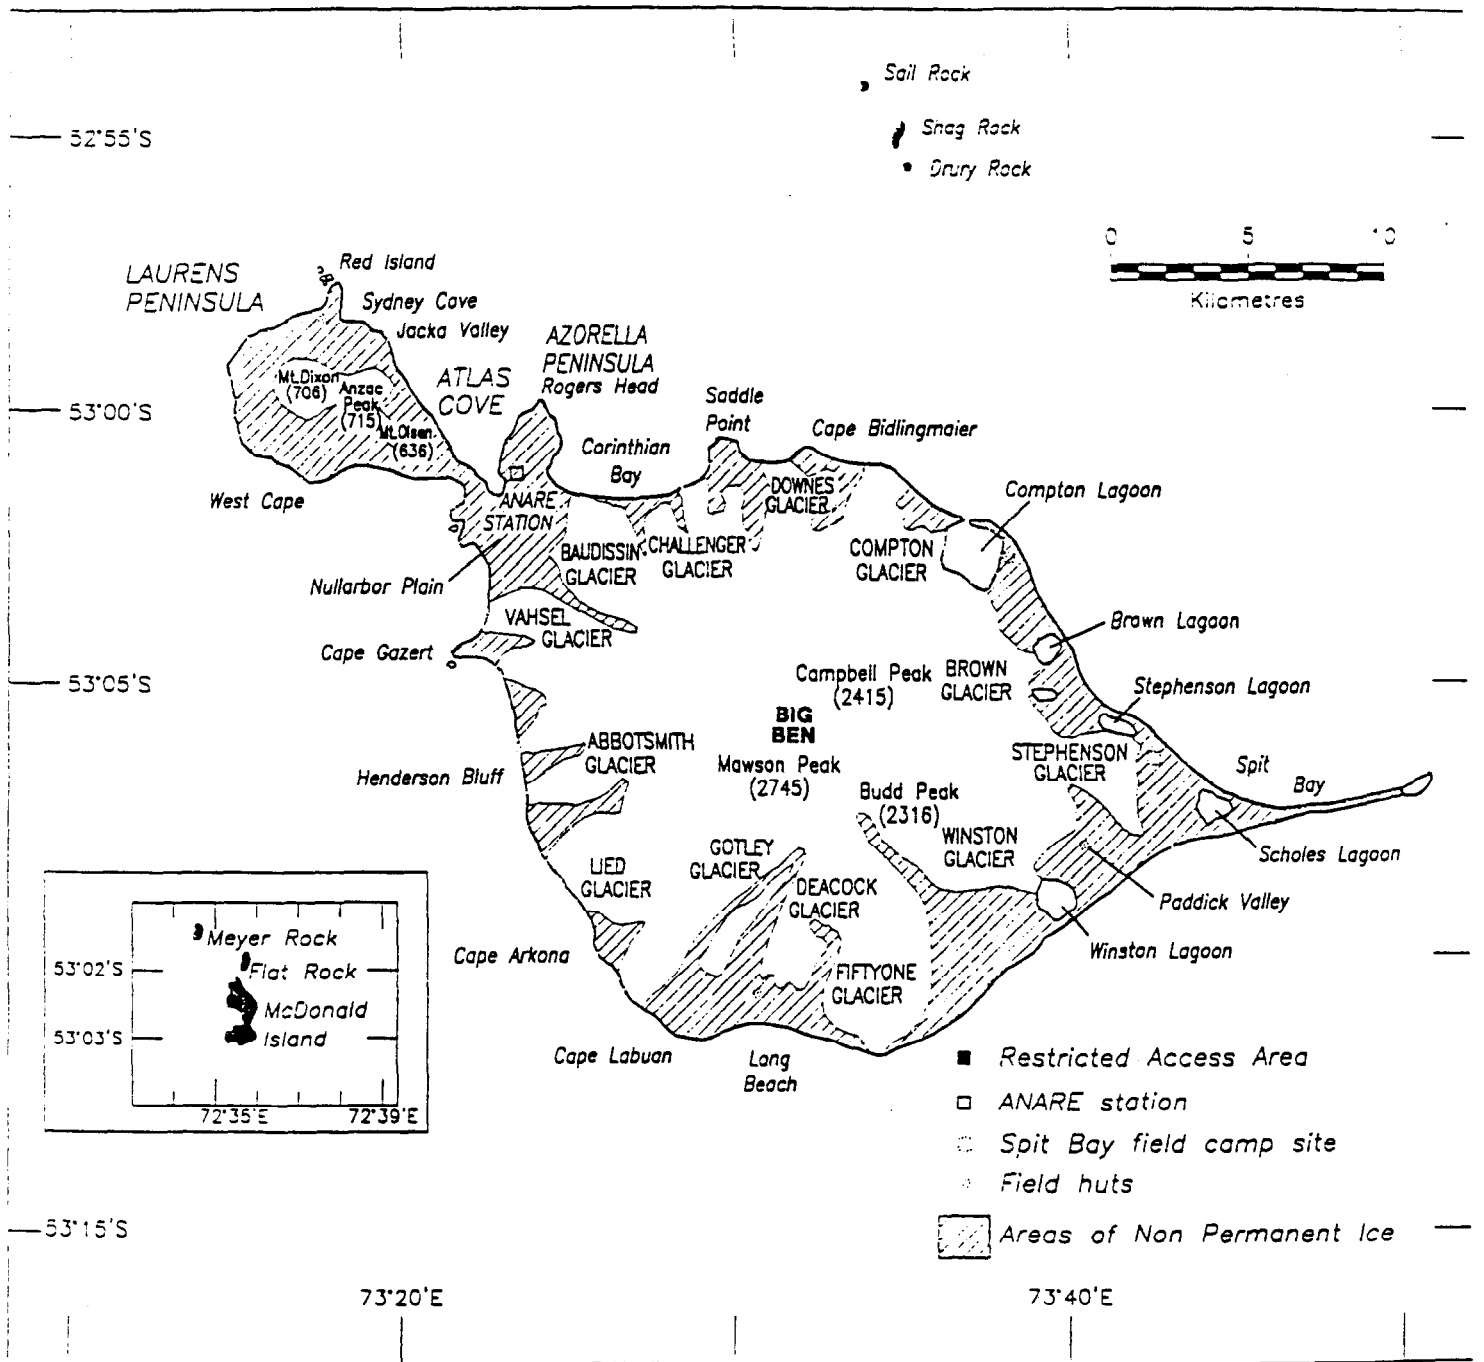 Sail Rock
52°55'S
Shag Rock
Drury Rock
0 5 10
Kilometres
LAURENS
PENINSULA
Red Island
Sydney Cove
Jacka Valley
AZORELLA
PENINSULA
Rogers Head
ATLAS
COVE
Mt.Dixon
(706)
Anzac
Peak
(715)
Mt.Olsen
(636)
53°00'S
Saddle
Point
Cape Bidlingmaier
Corinthian
Bay
West Cape
ANARE
STATION
DOWNES
GLACIER
Compton Lagoon
BAUDISSIN
GLACIER
CHALLENGER
GLACIER
COMPTON
GLACIER
Nullarbor Plain
VAHSEL
GLACIER
Brown Lagoon
Cape Gazert
53°05'S
Campbell Peak
(2415)
BROWN
GLACIER
Stephenson Lagoon
BIG
BEN
ABBOTSMITH
GLACIER
Mawson Peak
(2745)
STEPHENSON
GLACIER
Henderson Bluff
Spit
Bay
Budd Peak
(2316)
WINSTON
GLACIER
GOTLEY
GLACIER
LIED
GLACIER
DEACOCK
GLACIER
Scholes Lagoon
Paddick Valley
Winston Lagoon
Cape Arkona
FIFTYONE
GLACIER
Cape Labuan
Long
Beach
Meyer Rock
53°02'S
Flat Rock
McDonald
Island
53°03'S
72°35'E 72°39'E
Restricted Access Area
ANARE station
Spit Bay field camp site
Field huts
Areas of Non Permanent Ice
53°15'S
73°20'E 73°40'E